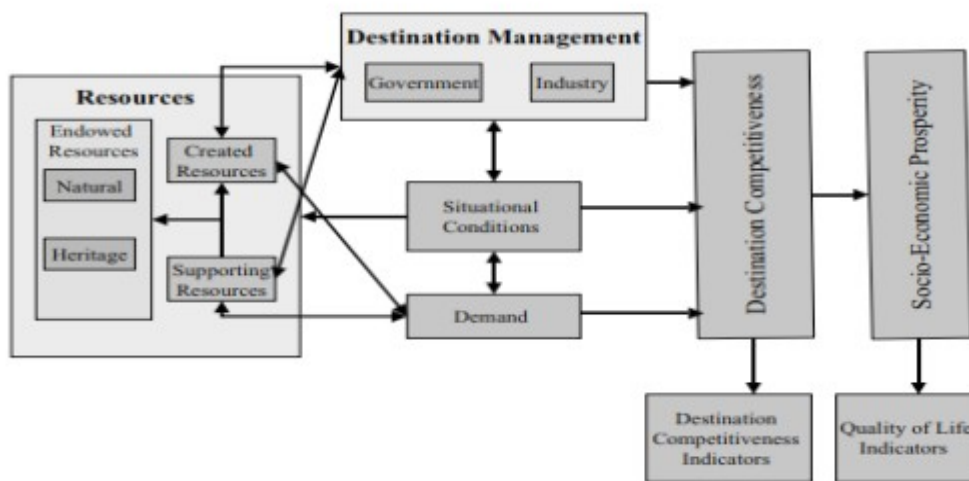 Destination Management
Government
Industry
Resources
Endowed
Resources
Natural
Heritage
Created
Resources
Supporting
Resources
Situational
Conditions
Demand
Destination Competitiveness
Socio-Economic Prosperity
Destination
Competitiveness
Indicators
Quality of Life
Indicators